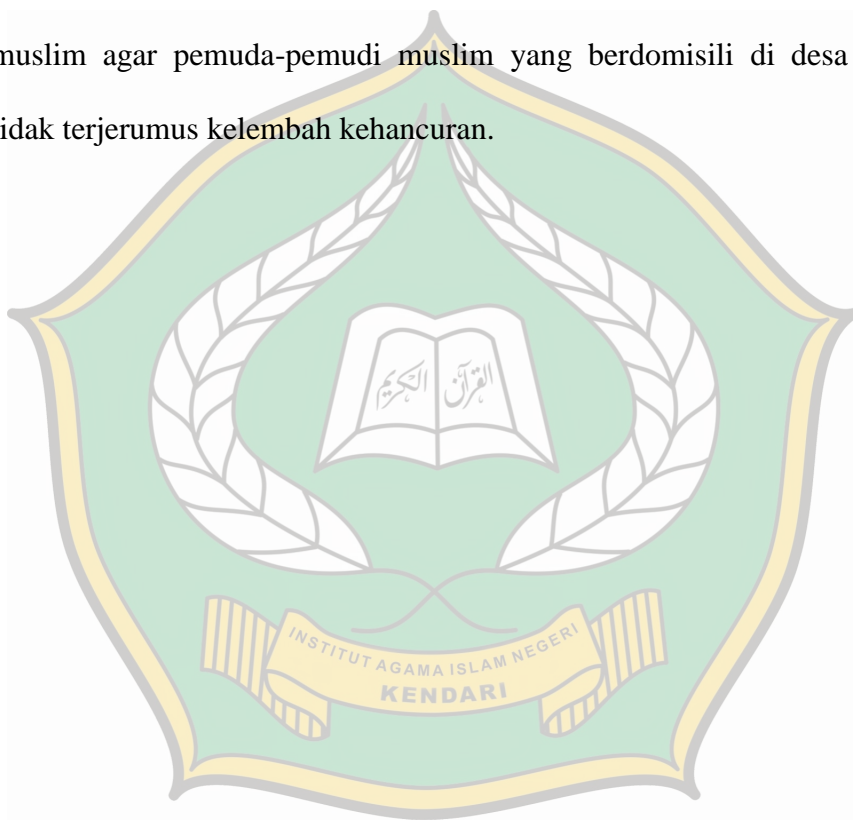 muslim agar pemuda-pemudi muslim yang berdomisili di desa
idak terjerumus kelembah kehancuran.
القرآن الكريم
INSTITUT AGAMA ISLAM NEGERI
KENDARI